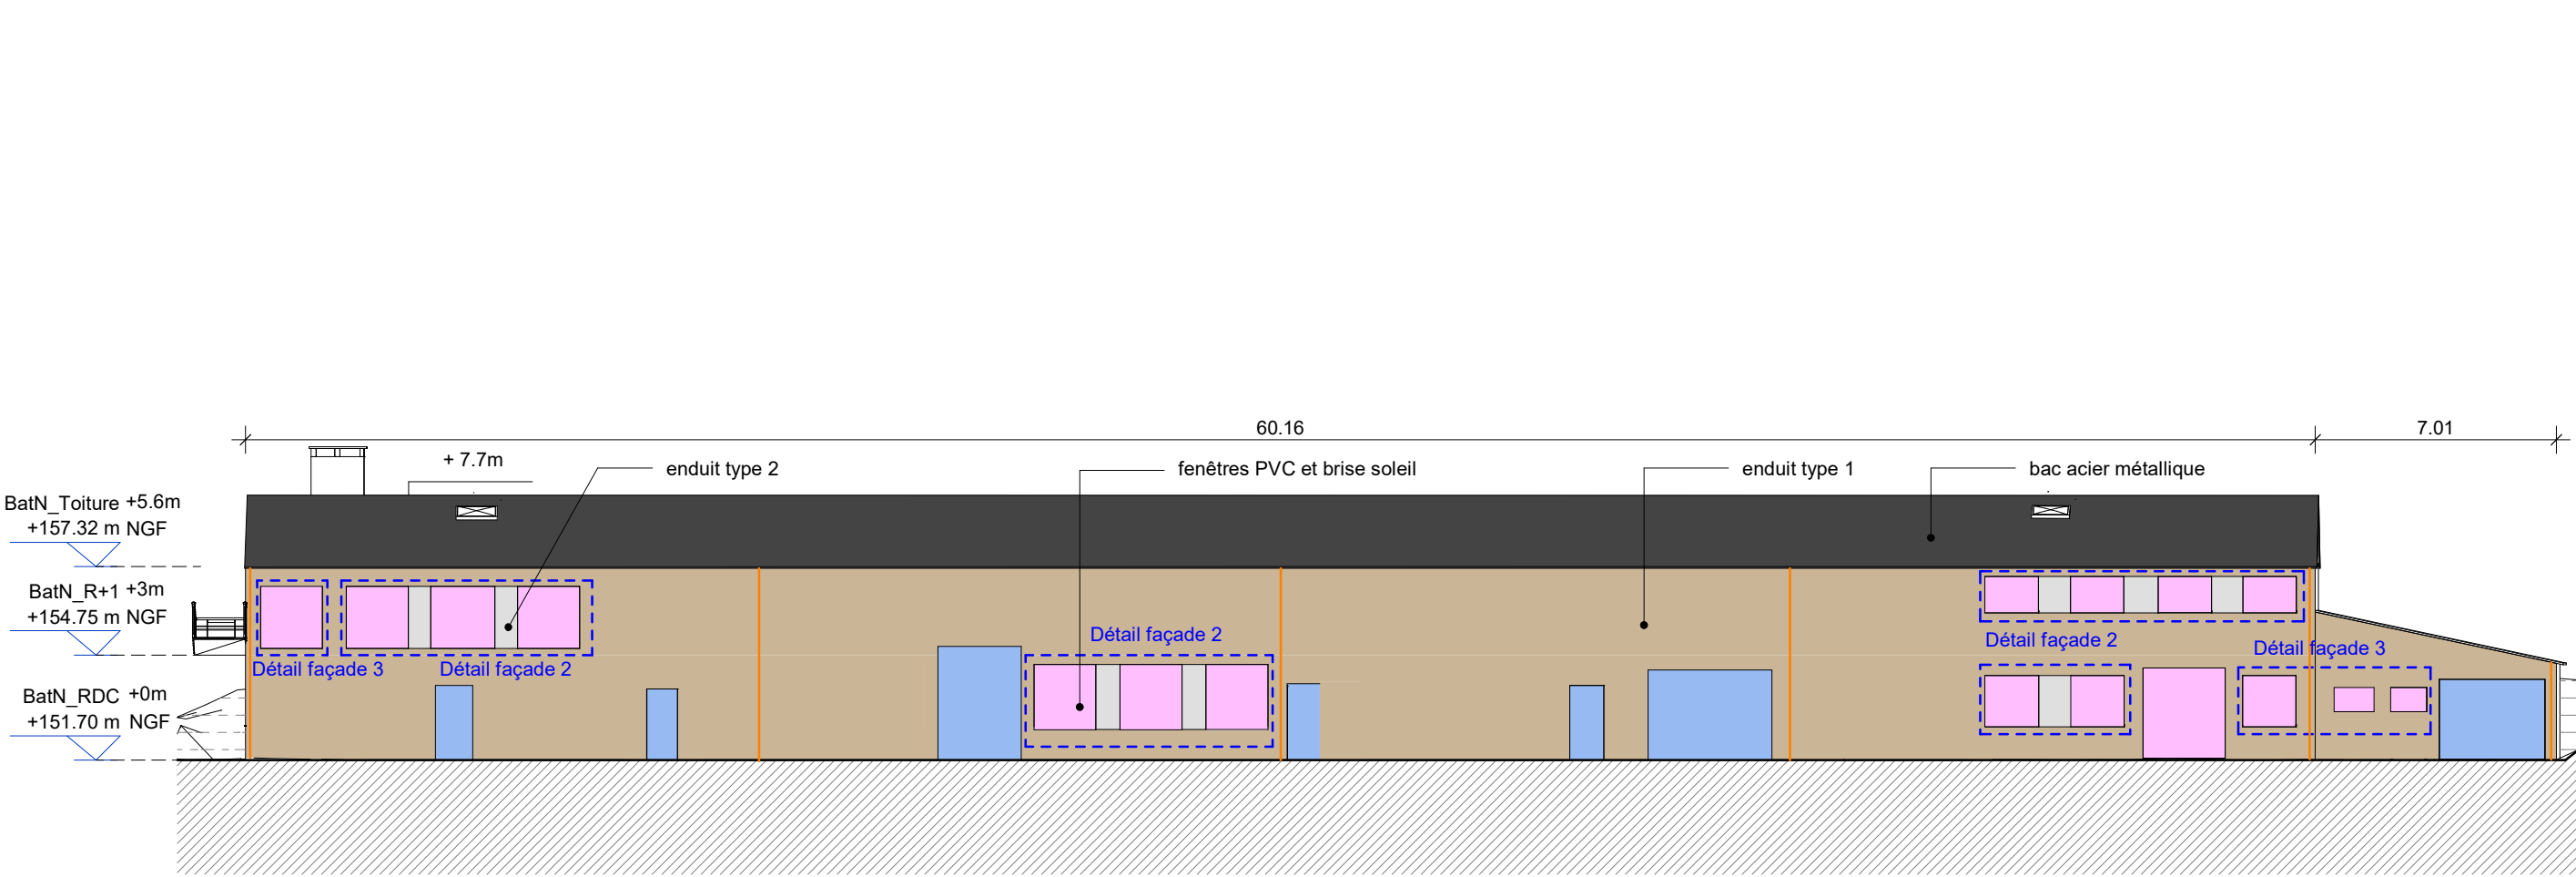 60.16
7.01
+ 7.7m
enduit type 2
fenêtres PVC et brise soleil
enduit type 1
bac acier métallique
BatN_Toiture +5.6m
+157.32 m NGF
BatN_R+1 +3m
+154.75 m NGF
Détail façade 2
Détail façade 2
Détail façade 3
Détail façade 3
Détail façade 2
BatN_RDC +0m
+151.70 m NGF